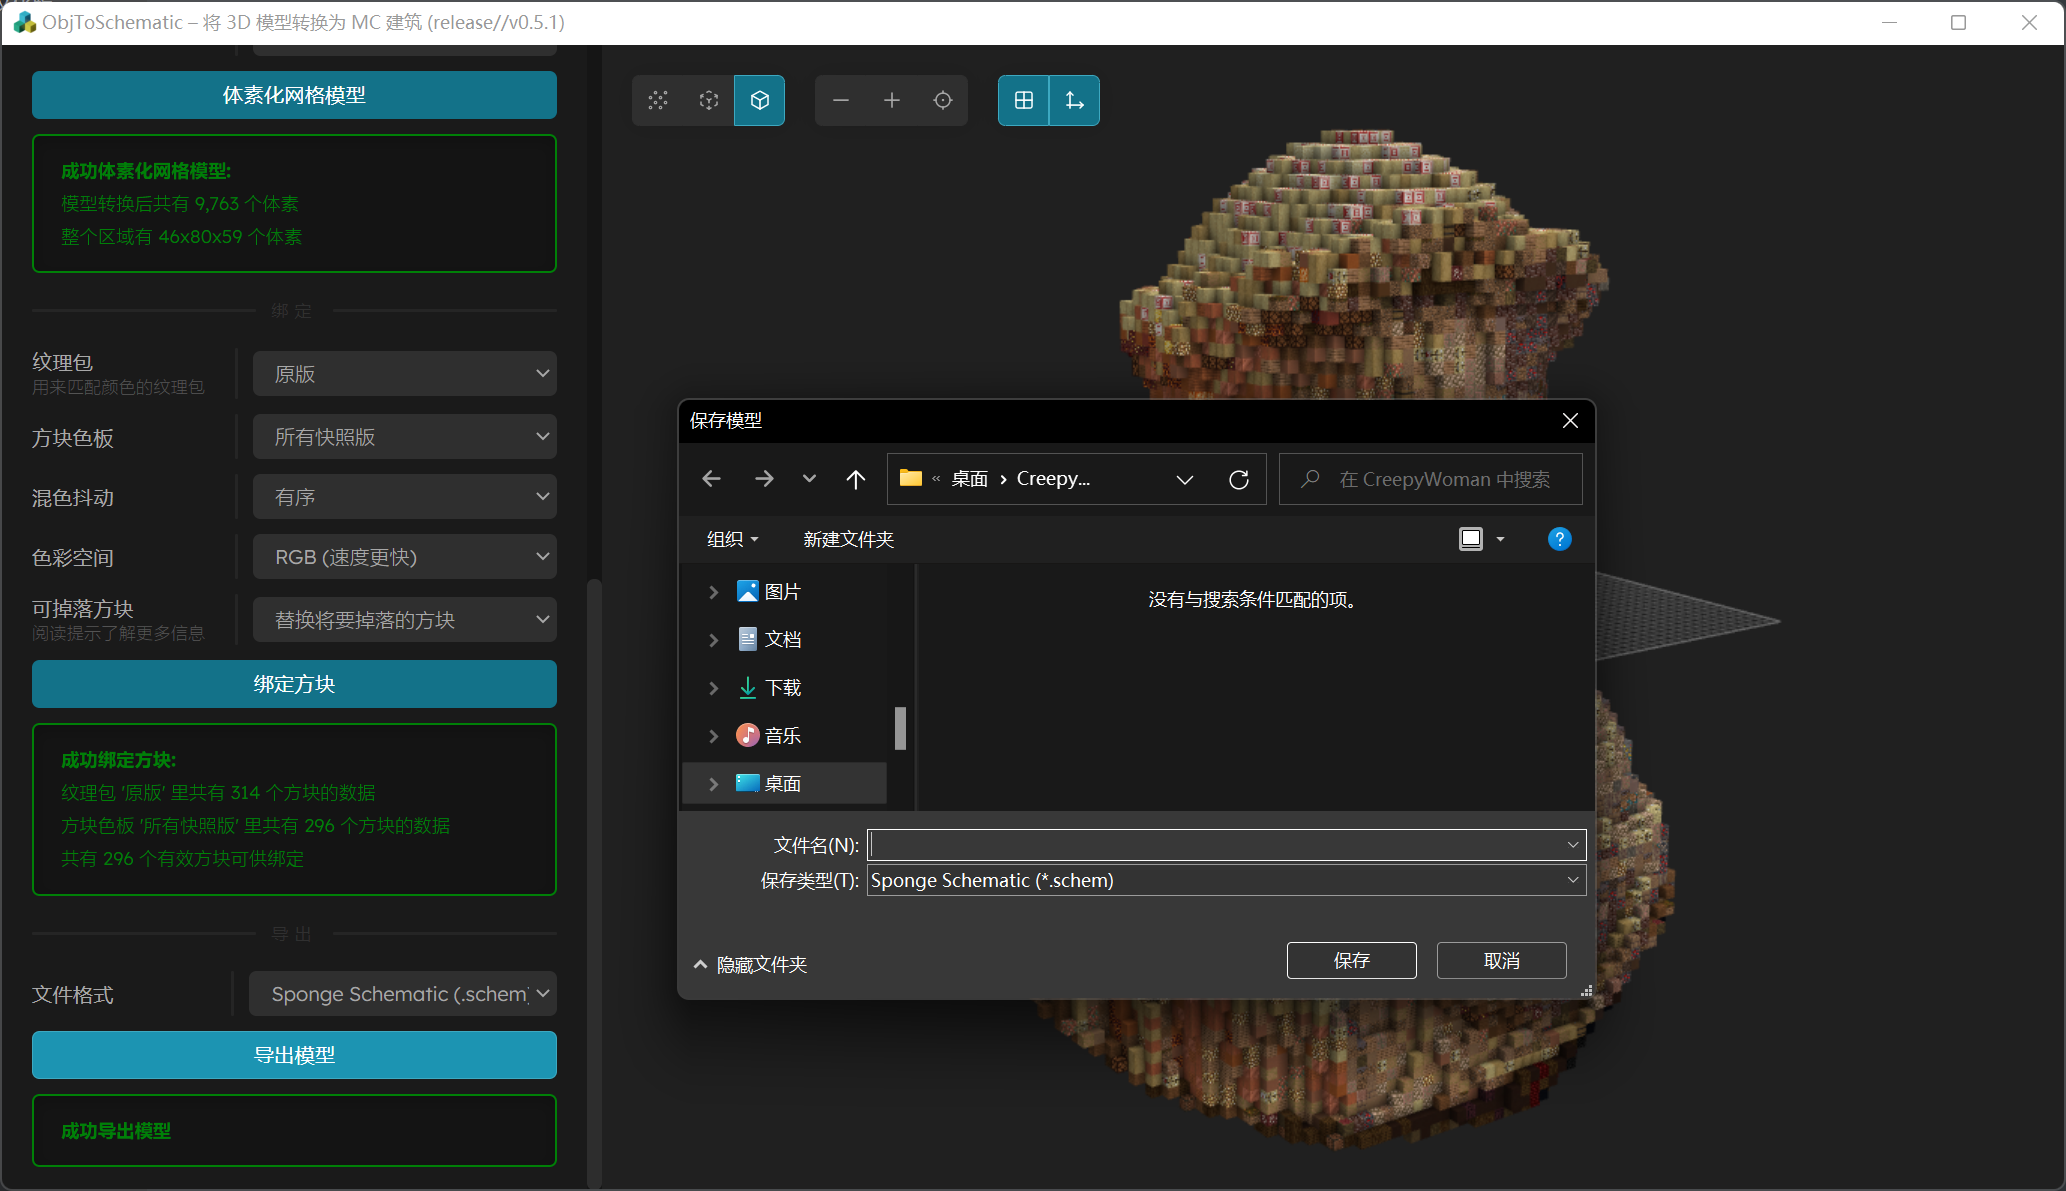 ObjToSchematic – 将 3D 模型转换为 MC 建筑 (release//v0.5.1)
体素化网格模型
成功体素化网格模型:
模型转换后共有 9,763 个体素
整个区域有 46x80x59 个体素
绑定
纹理包
用来匹配颜色的纹理包
原版
方块色板
所有快照版
混色抖动
有序
色彩空间
RGB (速度更快)
可掉落方块
阅读提示了解更多信息
替换将要掉落的方块
绑定方块
成功绑定方块:
纹理包 '原版' 里共有 314 个方块的数据
方块色板 '所有快照版' 里共有 296 个方块的数据
共有 296 个有效方块可供绑定
导出
文件格式
Sponge Schematic (.schem)
导出模型
成功导出模型
保存模型
« 桌面 › Creepy...
在 CreepyWoman 中搜索
组织
新建文件夹
图片
文档
下载
音乐
桌面
没有与搜索条件匹配的项。
文件名(N):
保存类型(T): Sponge Schematic (*.schem)
隐藏文件夹
保存
取消